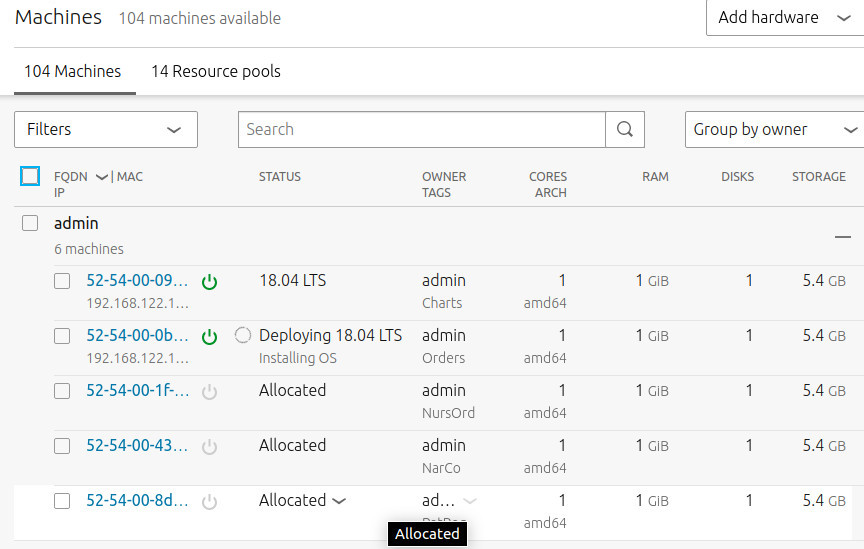 Machines 104 machines available Add hardware
104 Machines 14 Resource pools
Filters Search Group by owner
FQDN | MAC STATUS OWNER CORES RAM DISKS STORAGE
IP TAGS ARCH
admin
6 machines
52-54-00-09... 18.04 LTS admin 1 1 GiB 1 5.4 GB
192.168.122.1... Charts amd64
52-54-00-0b... Deploying 18.04 LTS admin 1 1 GiB 1 5.4 GB
192.168.122.1... Installing OS Orders amd64
52-54-00-1f-... Allocated admin 1 1 GiB 1 5.4 GB
NursOrd amd64
52-54-00-43... Allocated admin 1 1 GiB 1 5.4 GB
NarCo amd64
52-54-00-8d... Allocated ad... 1 1 GiB 1 5.4 GB
amd64
Allocated